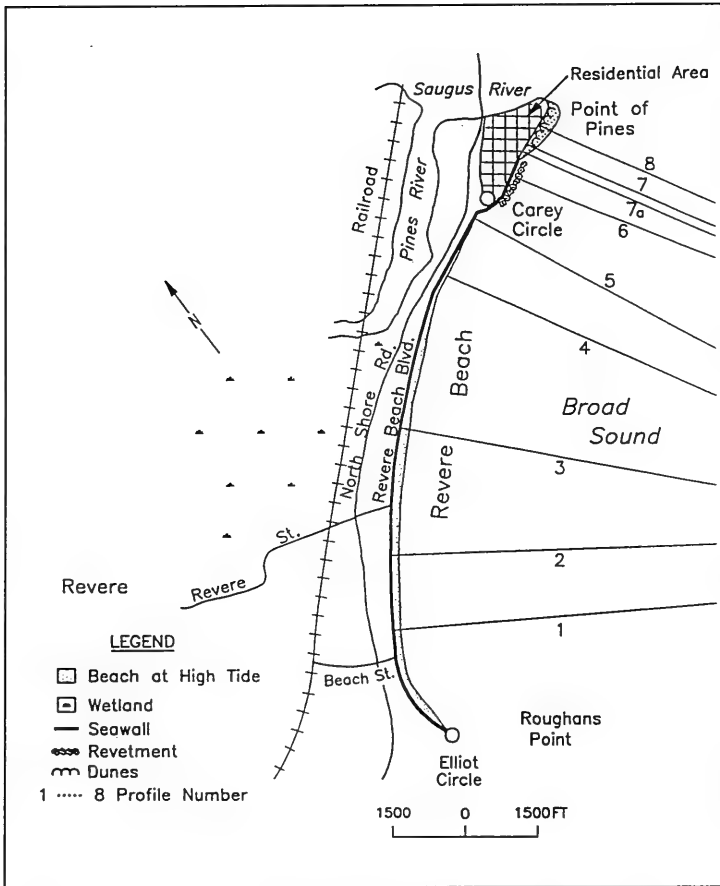 Saugus River
Residential Area
Point of
Pines
8
7
7a
6
Carey
Circle
5
4
Railroad
Pines River
N
North Shore Rd.
Revere Beach Blvd.
Revere Beach
Broad
Sound
3
2
1
Revere St.
Revere
Beach St.
Roughans
Point
Elliot
Circle
LEGEND
Beach at High Tide
Wetland
Seawall
Revetment
Dunes
1 ····· 8 Profile Number
1500 0 1500FT